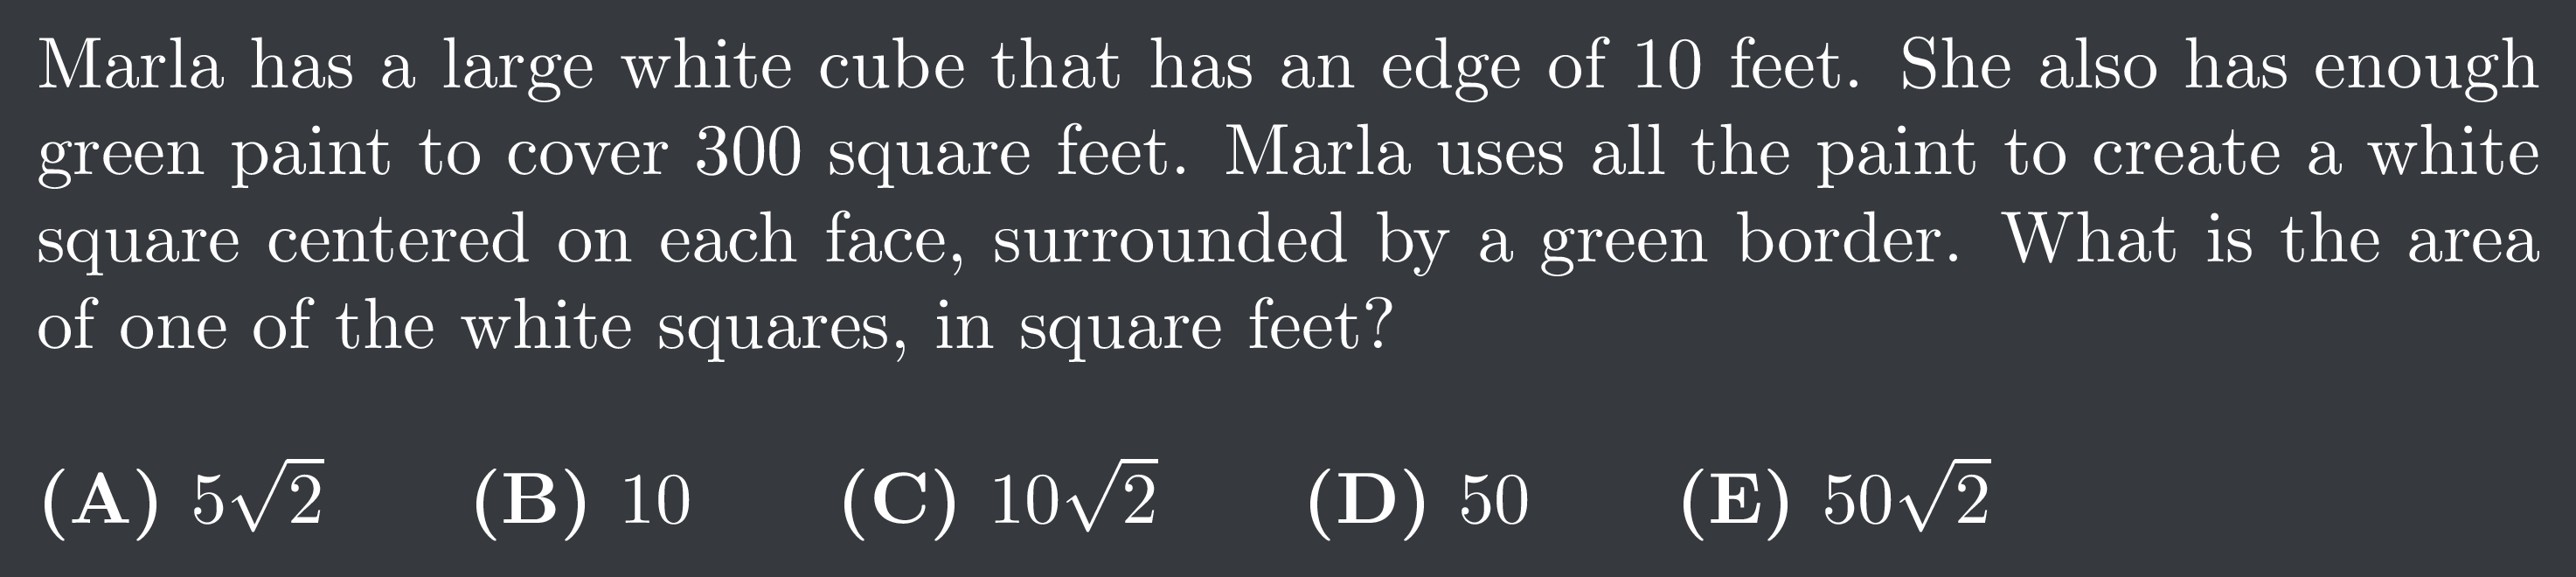 Marla has a large white cube that has an edge of 10 feet. She also has enough
green paint to cover 300 square feet. Marla uses all the paint to create a white
square centered on each face, surrounded by a green border. What is the area
of one of the white squares, in square feet?
(A) 5√2 (B) 10 (C) 10√2 (D) 50 (E) 50√2